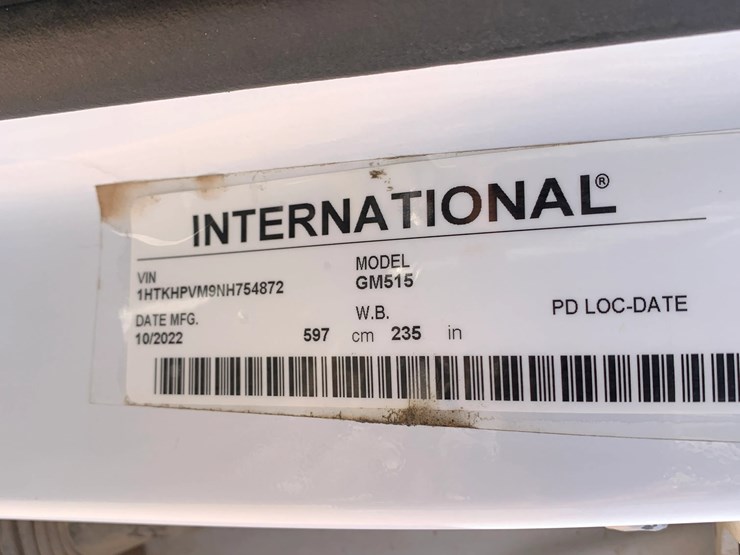 INTERNATIONAL®
VIN
1HTKHPVM9NH754872
MODEL
GM515
DATE MFG.
10/2022
W.B.
597 cm 235 in
PD LOC-DATE